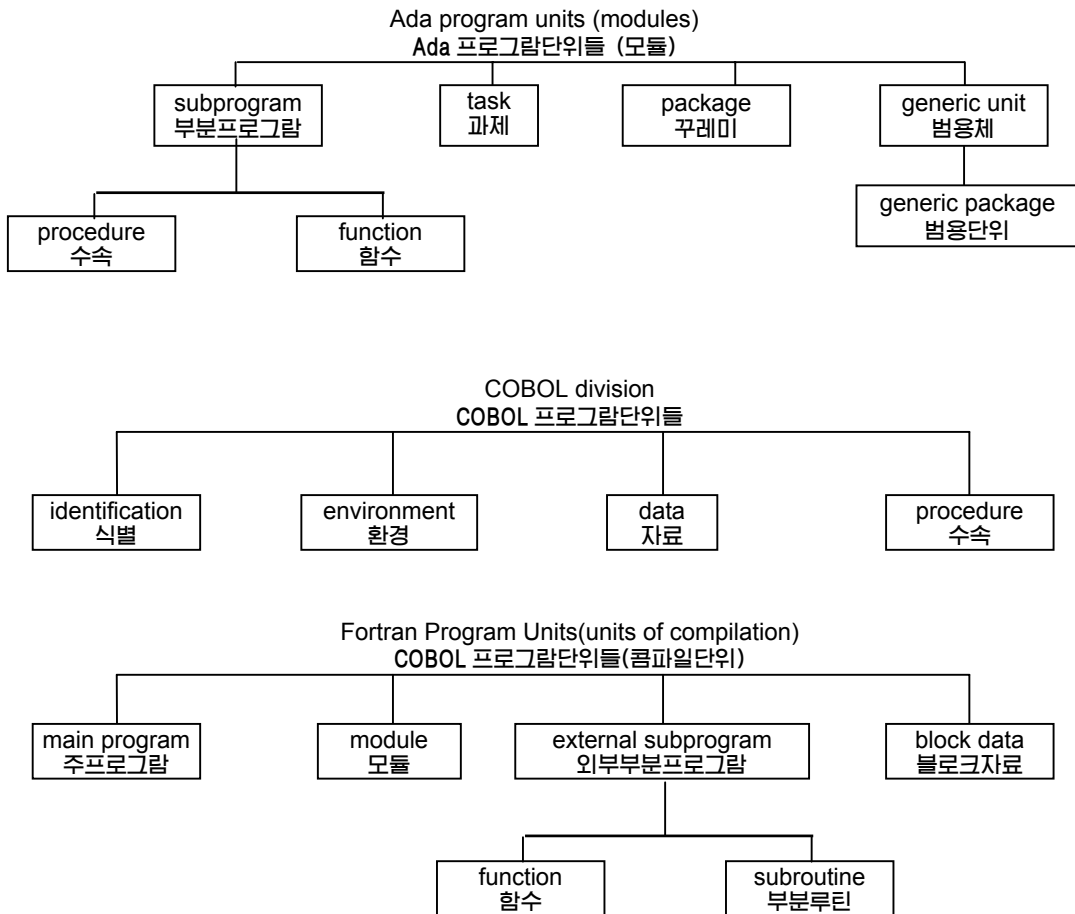 Ada program units (modules)
Ada 프로그람단위들 (모듈)
subprogram
부분프로그람
task
과제
package
꾸레미
generic unit
범용체
procedure
수속
function
함수
generic package
범용단위
COBOL division
COBOL 프로그람단위들
identification
식별
environment
환경
data
자료
procedure
수속
Fortran Program Units(units of compilation)
COBOL 프로그람단위들(콤파일단위)
main program
주프로그람
module
모듈
external subprogram
외부부분프로그람
block data
블로크자료
function
함수
subroutine
부분루틴